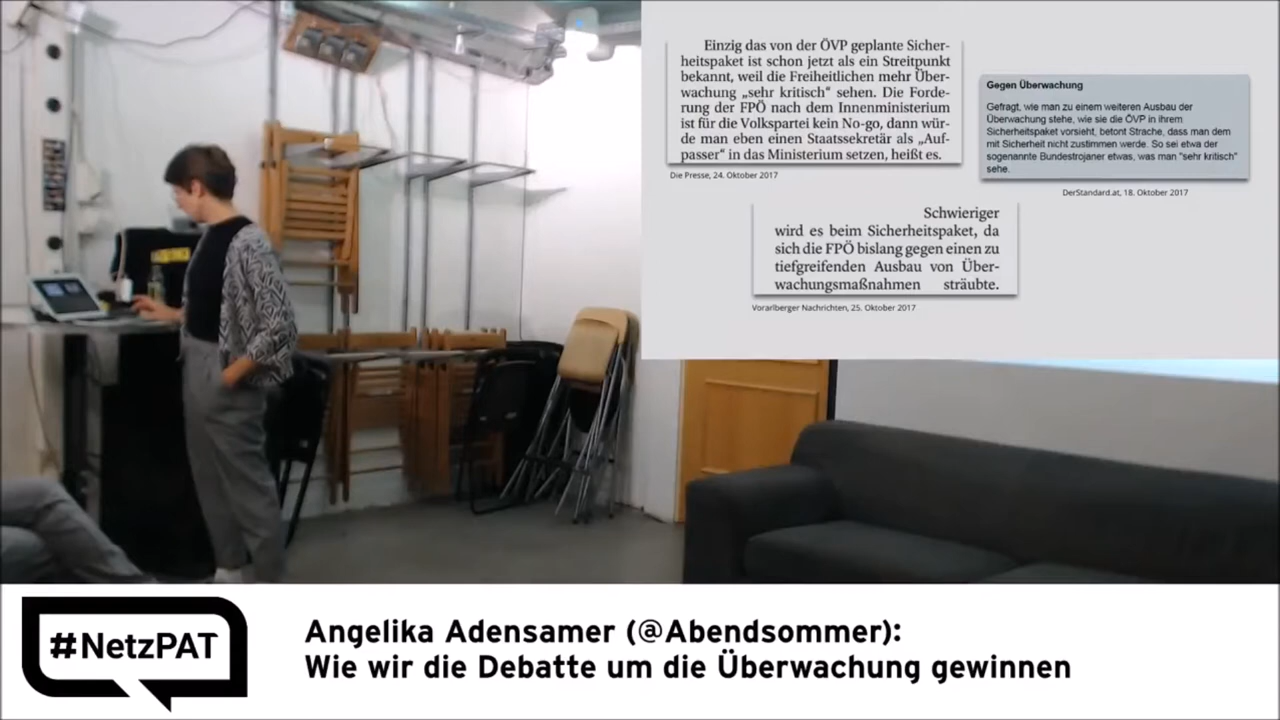 Einzig das von der ÖVP geplante Sicher-
heitspaket ist schon jetzt als ein Streitpunkt
bekannt, weil die Freiheitlichen mehr Über-
wachung „sehr kritisch“ sehen. Die Forde-
rung der FPÖ nach dem Innenministerium
ist für die Volkspartei kein No-go, dann wür-
de man eben einen Staatssekretär als „Auf-
passer“ in das Ministerium setzen, heißt es.
Die Presse, 24. Oktober 2017
Gegen Überwachung
Gefragt, wie man zu einem weiteren Ausbau der
Überwachung stehe, wie sie die ÖVP in ihrem
Sicherheitspaket vorsieht, betont Strache, dass man dem
mit Sicherheit nicht zustimmen werde. So sei etwa der
sogenannte Bundestrojaner etwas, was man "sehr kritisch"
sehe.
DerStandard.at, 18. Oktober 2017
Schwieriger
wird es beim Sicherheitspaket, da
sich die FPÖ bislang gegen einen zu
tiefgreifenden Ausbau von Über-
wachungsmaßnahmen sträubte.
Vorarlberger Nachrichten, 25. Oktober 2017
#NetzPAT
Angelika Adensamer (@Abendsommer):
Wie wir die Debatte um die Überwachung gewinnen